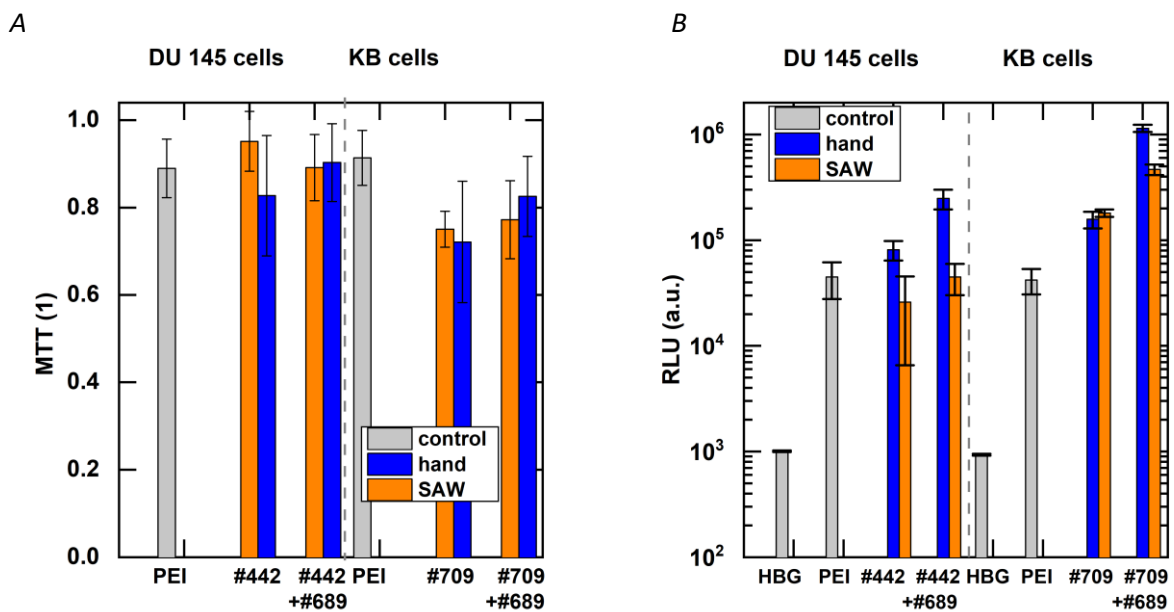 A
DU 145 cells KB cells
MTT (1)
1.0
0.8
0.6
0.4
0.2
0.0
control
hand
SAW
PEI #442 #442 PEI #709 #709
+#689 +#689
B
DU 145 cells KB cells
RLU (a.u.)
10^6
10^5
10^4
10^3
10^2
control
hand
SAW
HBG PEI #442 #442 HBG PEI #709 #709
+#689 +#689